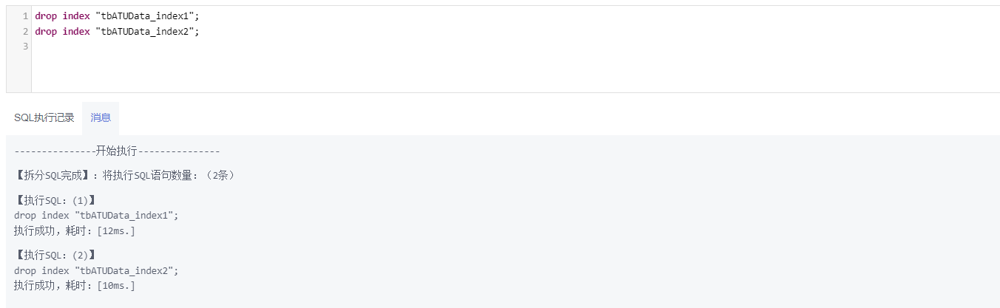 1 drop index "tbATUData_index1";
2 drop index "tbATUData_index2";
3
SQL执行记录 消息
---------------开始执行---------------
【拆分SQL完成】：将执行SQL语句数量：（2条）
【执行SQL：(1)】
drop index "tbATUData_index1";
执行成功，耗时：[12ms.]
【执行SQL：(2)】
drop index "tbATUData_index2";
执行成功，耗时：[10ms.]